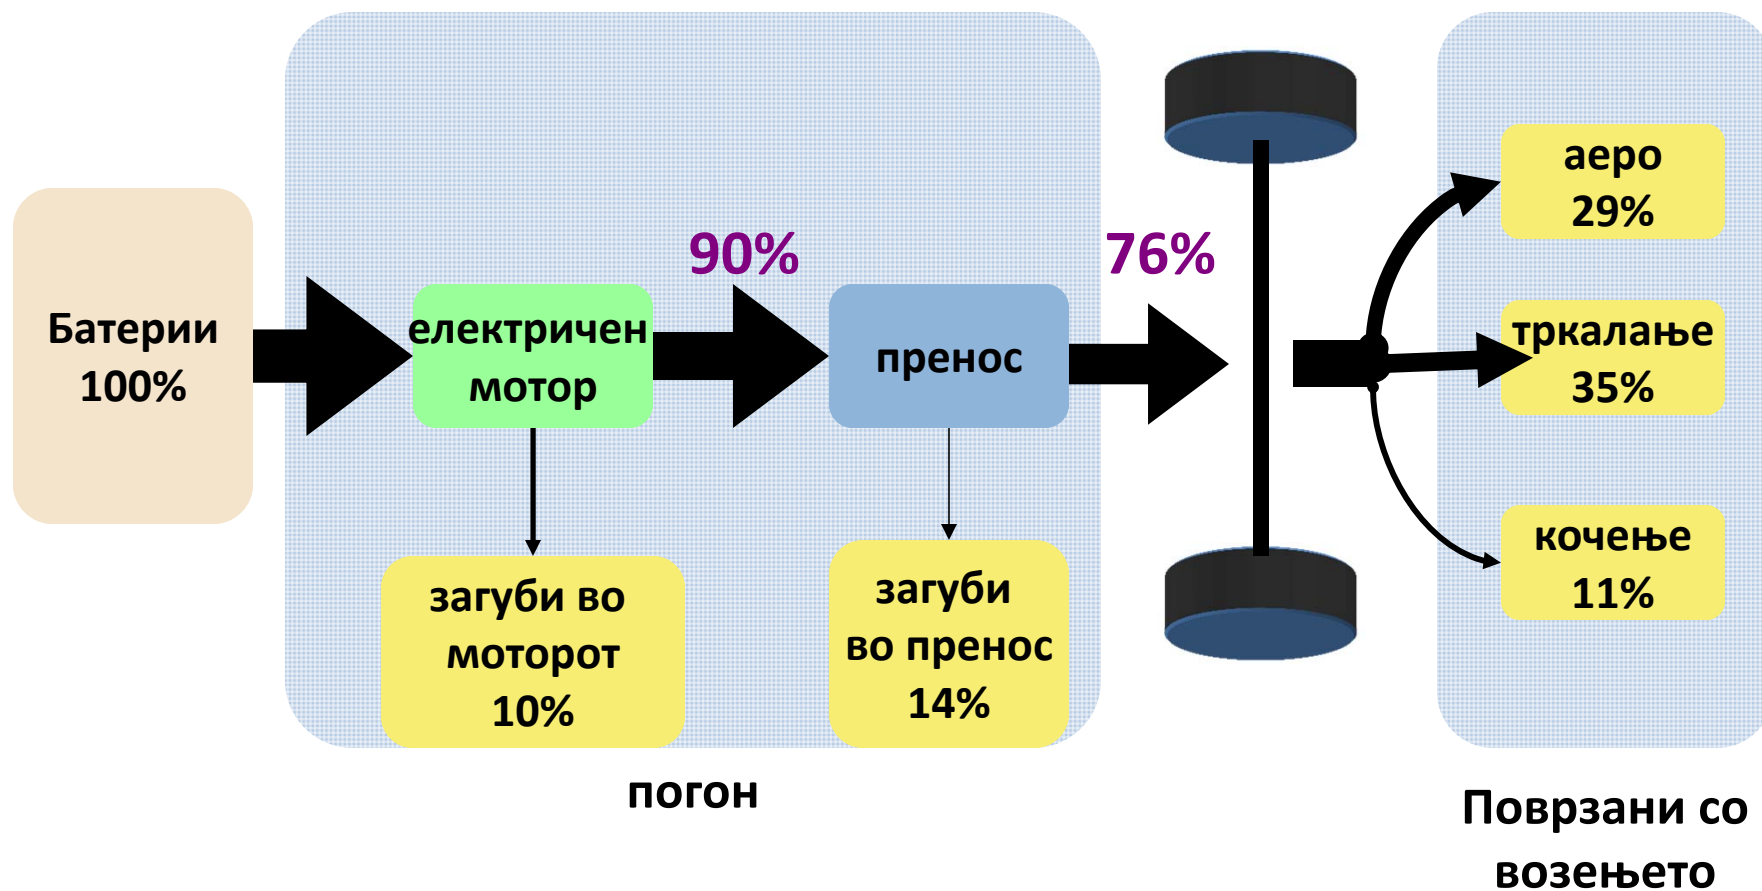 Батерии
100%
електричен
мотор
90%
пренос
76%
загуби во
моторот
10%
загуби
во пренос
14%
погон
аеро
29%
тркалање
35%
кочење
11%
Поврзани со
возењето